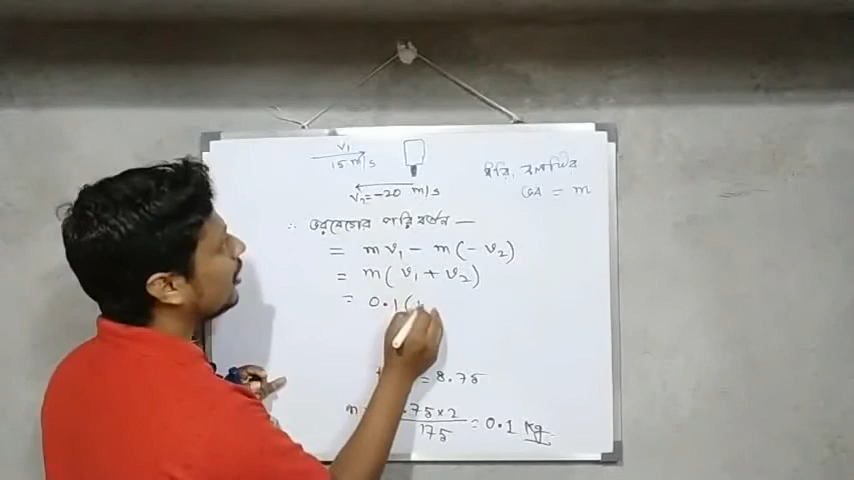 v₁
15 m/s
v₂=-20 m/s
ধরি, বলটির
ভর = m
∴ ভরবেগের পরিবর্তন —
= mv₁ - m(-v₂)
= m(v₁ + v₂)
= 0.1(
= 8.75
.75×2
175
= 0.1 kg